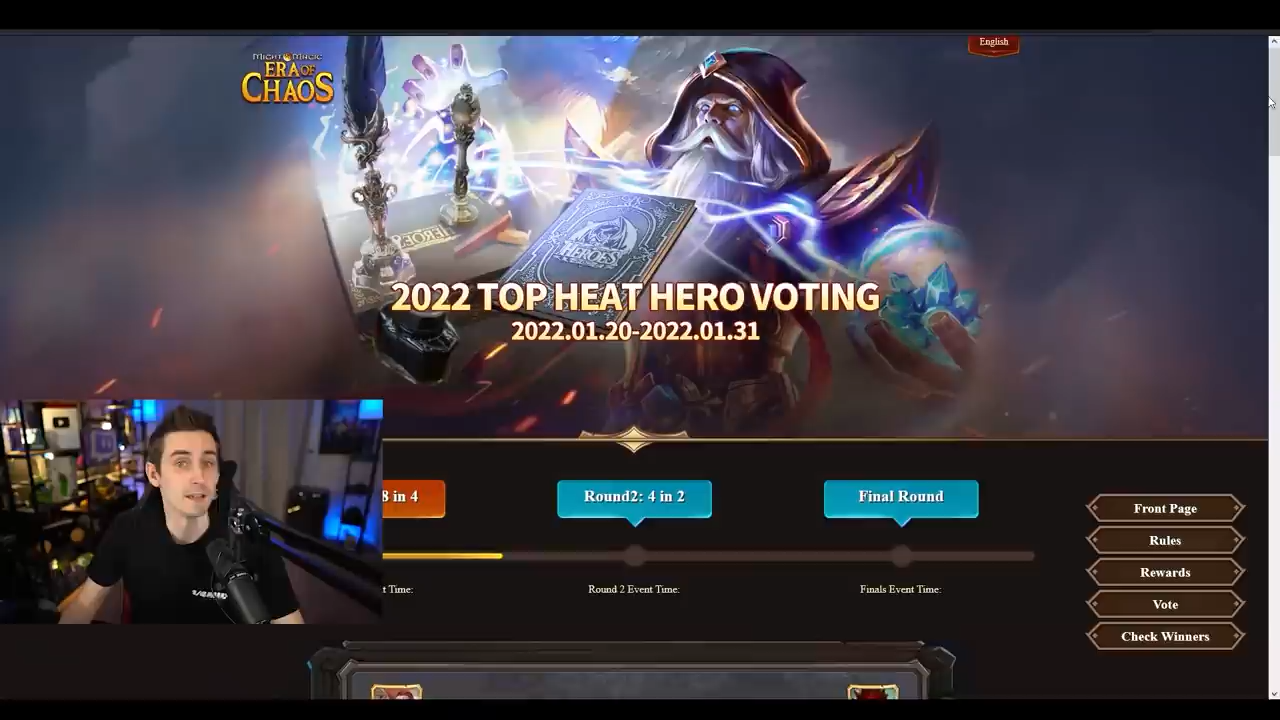 English
MIGHT & MAGIC
ERA OF
CHAOS
HEROES
HEROES
2022 TOP HEAT HERO VOTING
2022.01.20-2022.01.31
8 in 4
Round2: 4 in 2
Final Round
t Time:
Round 2 Event Time:
Finals Event Time:
Front Page
Rules
Rewards
Vote
Check Winners